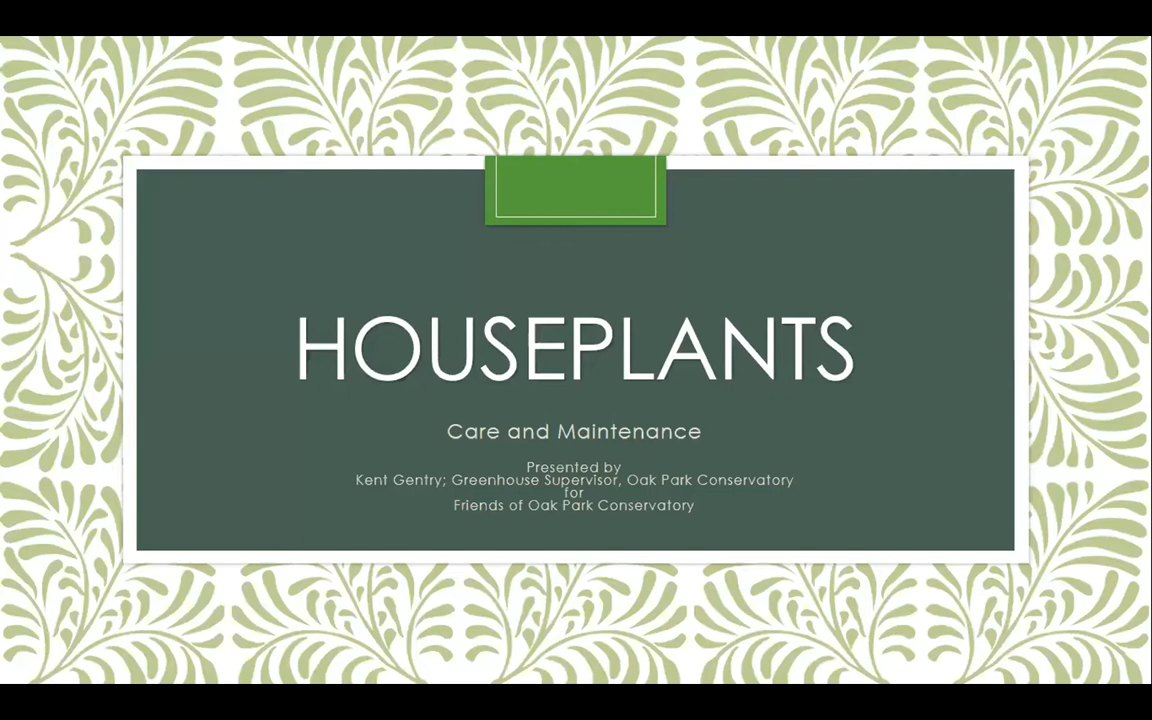 HOUSEPLANTS
Care and Maintenance
Presented by
Kent Gentry; Greenhouse Supervisor, Oak Park Conservatory
for
Friends of Oak Park Conservatory